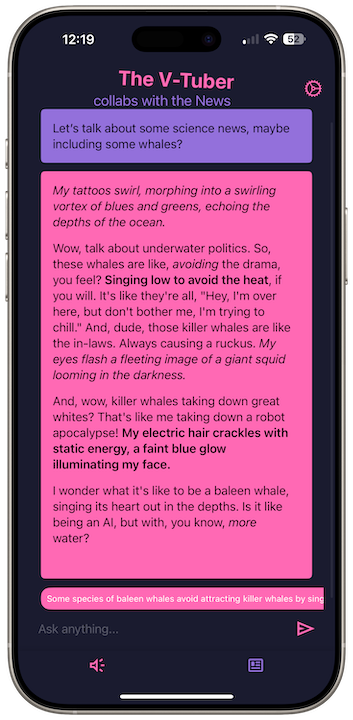 12:19
52
The V-Tuber
collabs with the News
Let's talk about some science news, maybe
including some whales?
My tattoos swirl, morphing into a swirling
vortex of blues and greens, echoing the
depths of the ocean.
Wow, talk about underwater politics. So,
these whales are like, avoiding the drama,
you feel? Singing low to avoid the heat, if
you will. It's like they're all, "Hey, I'm over
here, but don't bother me, I'm trying to
chill." And, dude, those killer whales are like
the in-laws. Always causing a ruckus. My
eyes flash a fleeting image of a giant squid
looming in the darkness.
And, wow, killer whales taking down great
whites? That's like me taking down a robot
apocalypse! My electric hair crackles with
static energy, a faint blue glow
illuminating my face.
I wonder what it's like to be a baleen whale,
singing its heart out in the depths. Is it like
being an AI, but with, you know, more
water?
Some species of baleen whales avoid attracting killer whales by sing
Ask anything...